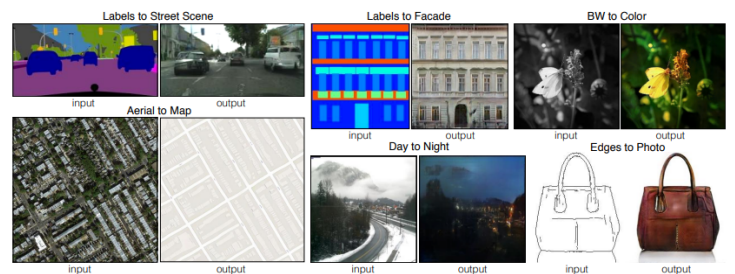 Labels to Street Scene
input
output
Aerial to Map
input
output
Labels to Facade
input
output
BW to Color
input
output
Day to Night
input
output
Edges to Photo
input
output